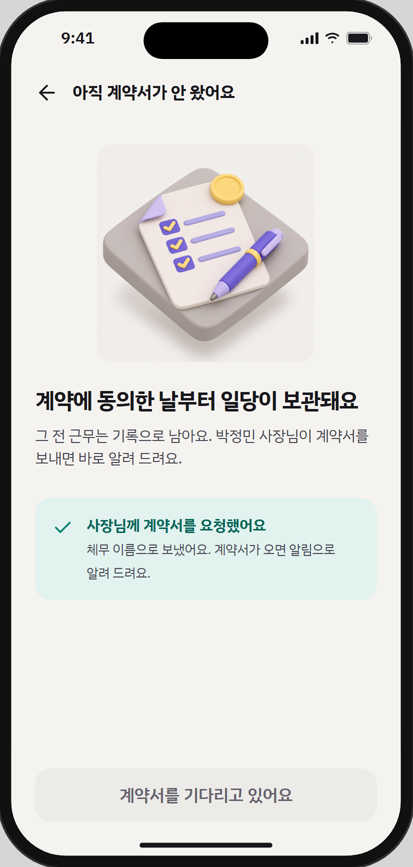 9:41
아직 계약서가 안 왔어요
계약에 동의한 날부터 일당이 보관돼요
그 전 근무는 기록으로 남아요. 박정민 사장님이 계약서를
보내면 바로 알려 드려요.
사장님께 계약서를 요청했어요
체무 이름으로 보냈어요. 계약서가 오면 알림으로
알려 드려요.
계약서를 기다리고 있어요